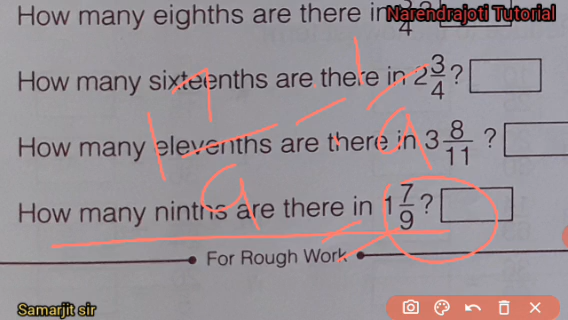 Narendrajoti Tutorial
How many eighths are there in
How many sixteenths are there in 2 3/4 ?
How many elevenths are there in 3 8/11 ?
How many ninths are there in 1 7/9 ?
For Rough Work
Samarjit sir